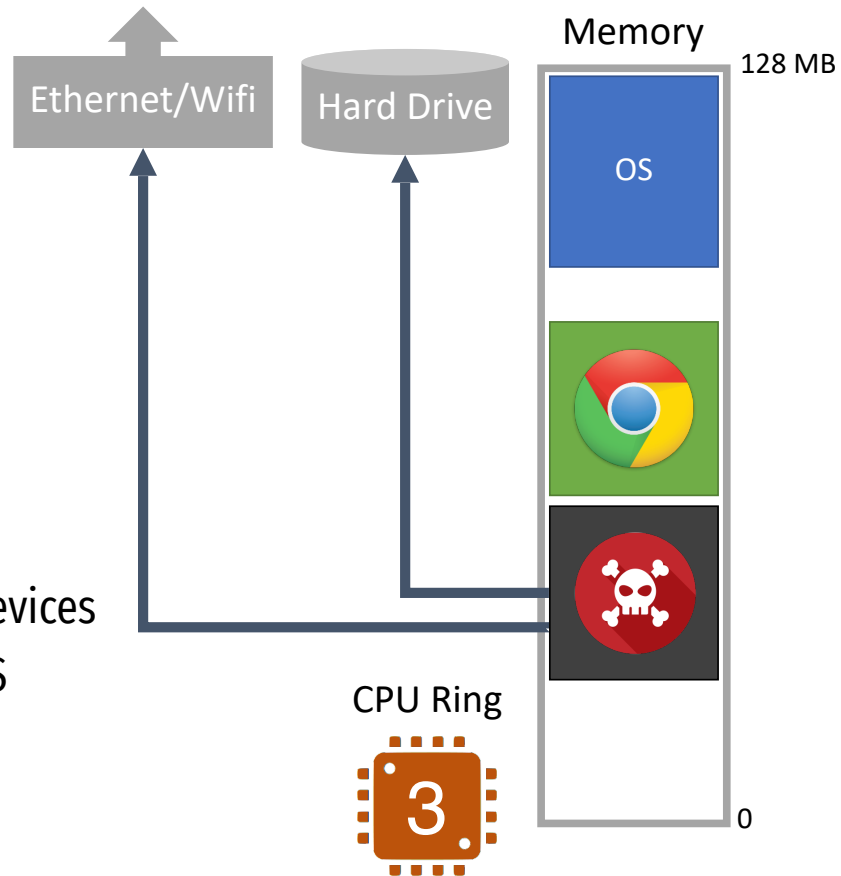 Memory
128 MB
Ethernet/Wifi
Hard Drive
OS
CPU Ring
3
0